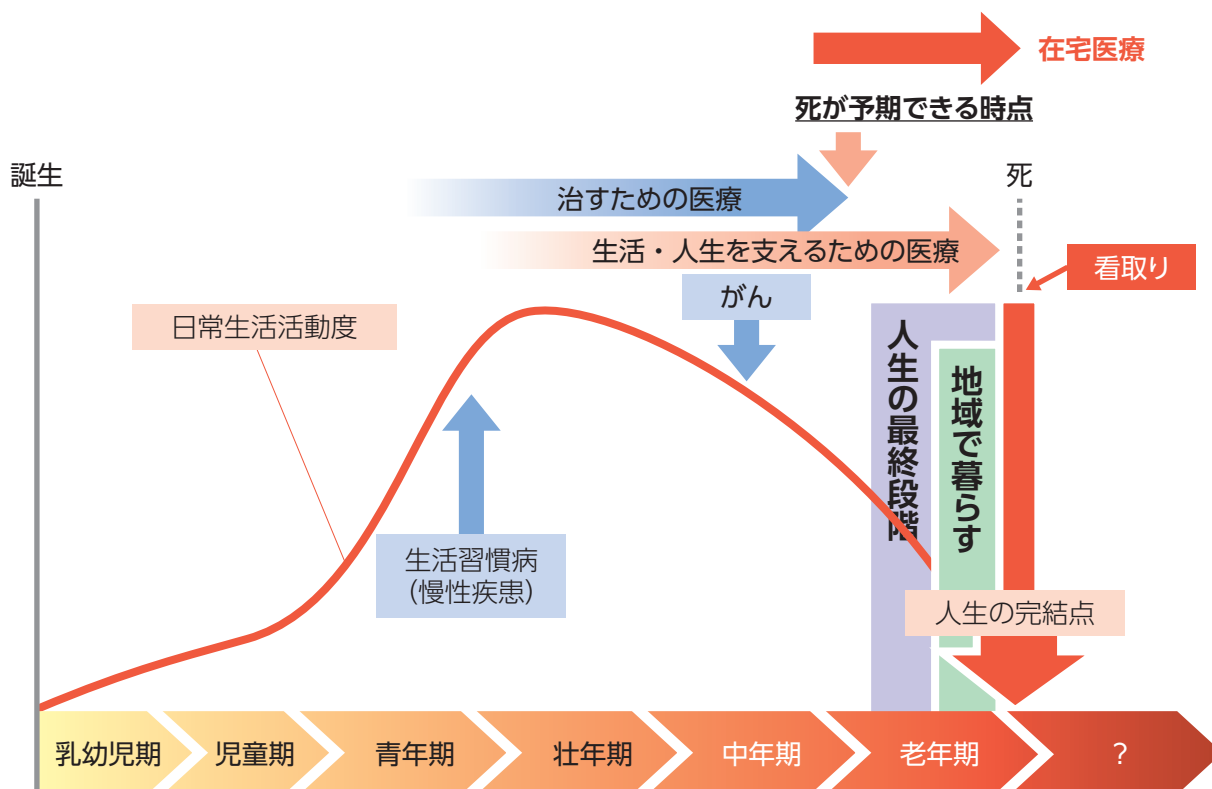 在宅医療
死が予期できる時点
誕生
治すための医療
死
生活・人生を支えるための医療
看取り
がん
日常生活活動度
人生の最終段階
地域で暮らす
生活習慣病
(慢性疾患)
人生の完結点
乳幼児期
児童期
青年期
壮年期
中年期
老年期
?